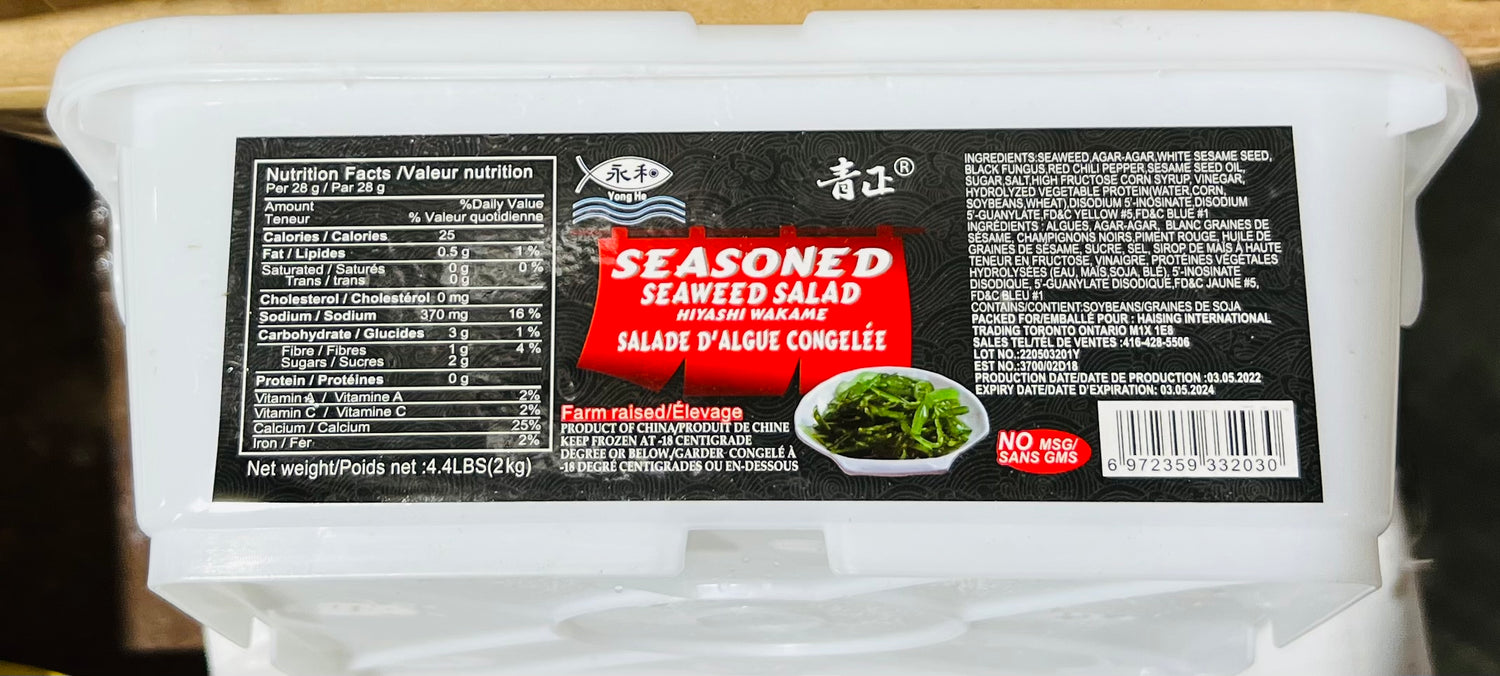 Nutrition Facts /Valeur nutrition
Per 28 g / Par 28 g
Amount %Daily Value
Teneur % Valeur quotidienne
Calories / Calories 25
Fat / Lipides 0.5 g 1 %
Saturated / Saturés 0 g 0 %
Trans / trans 0 g
Cholesterol / Cholestérol 0 mg
Sodium / Sodium 370 mg 16 %
Carbohydrate / Glucides 3 g 1 %
Fibre / Fibres 1 g 4 %
Sugars / Sucres 2 g
Protein / Protéines 0 g
Vitamin A / Vitamine A 2%
Vitamin C / Vitamine C 2%
Calcium / Calcium 25%
Iron / Fer 2%
Net weight/Poids net :4.4LBS(2kg)
永和
Yong He
青正®
SEASONED
SEAWEED SALAD
HIYASHI WAKAME
SALADE D'ALGUE CONGELÉE
Farm raised/Élevage
PRODUCT OF CHINA/PRODUIT DE CHINE
KEEP FROZEN AT -18 CENTIGRADE
DEGREE OR BELOW/GARDER CONGELÉ À
-18 DEGRÉ CENTIGRADES OU EN-DESSOUS
INGREDIENTS:SEAWEED,AGAR-AGAR,WHITE SESAME SEED,
BLACK FUNGUS,RED CHILI PEPPER,SESAME SEED OIL,
SUGAR,SALT,HIGH FRUCTOSE CORN SYRUP,VINEGAR,
HYDROLYZED VEGETABLE PROTEIN(WATER,CORN,
SOYBEANS,WHEAT),DISODIUM 5'-INOSINATE,DISODIUM
5'-GUANYLATE,FD&C YELLOW #5,FD&C BLUE #1
INGRÉDIENTS : ALGUES, AGAR-AGAR, BLANC GRAINES DE
SÉSAME, CHAMPIGNONS NOIRS,PIMENT ROUGE, HUILE DE
GRAINES DE SÉSAME, SUCRE, SEL, SIROP DE MAÏS À HAUTE
TENEUR EN FRUCTOSE, VINAIGRE, PROTÉINES VÉGÉTALES
HYDROLYSÉES (EAU, MAÏS,SOJA, BLÉ), 5'-INOSINATE
DISODIQUE, 5'-GUANYLATE DISODIQUE,FD&C JAUNE #5,
FD&C BLEU #1
CONTAINS/CONTIENT:SOYBEANS/GRAINES DE SOJA
PACKED FOR/EMBALLÉ POUR : HAISING INTERNATIONAL
TRADING TORONTO ONTARIO M1X 1E8
SALES TEL/TÉL DE VENTES :416-428-5506
LOT NO.:220503201Y
EST NO.:3700/02D18
PRODUCTION DATE/DATE DE PRODUCTION :03.05.2022
EXPIRY DATE/DATE D'EXPIRATION: 03.05.2024
NO MSG/
SANS GMS
6 972359 332030